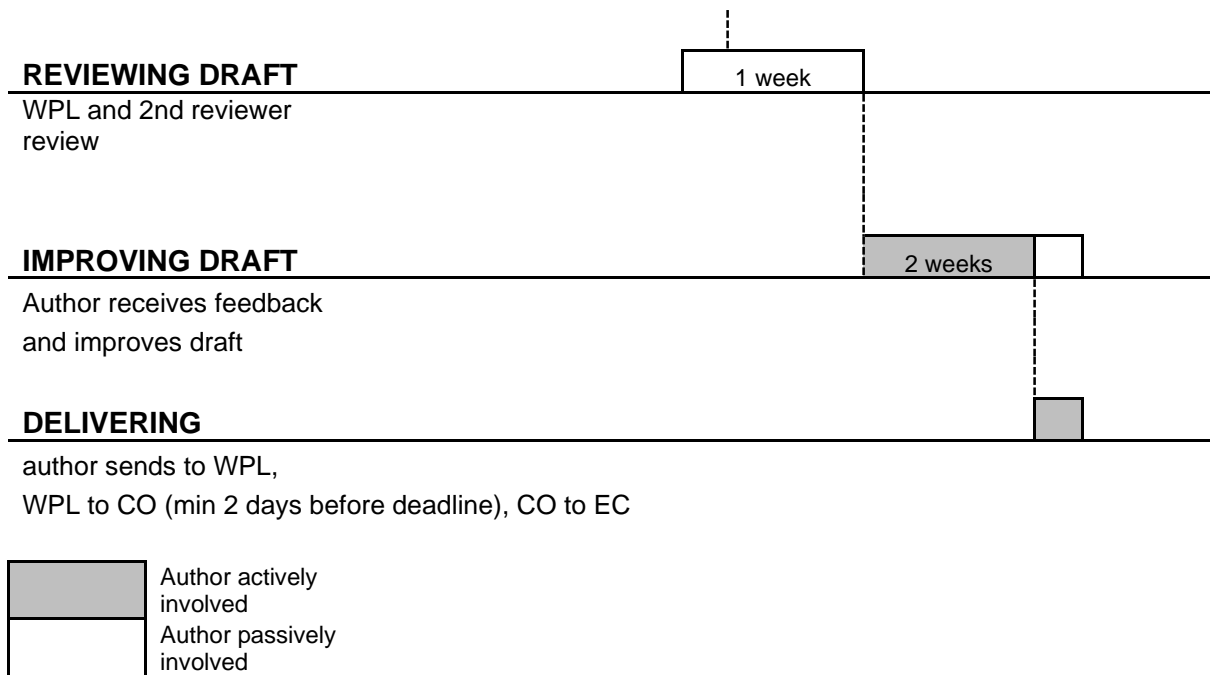 1 week
REVIEWING DRAFT
WPL and 2nd reviewer
review
2 weeks
IMPROVING DRAFT
Author receives feedback
and improves draft
DELIVERING
author sends to WPL,
WPL to CO (min 2 days before deadline), CO to EC
Author actively
involved
Author passively
involved